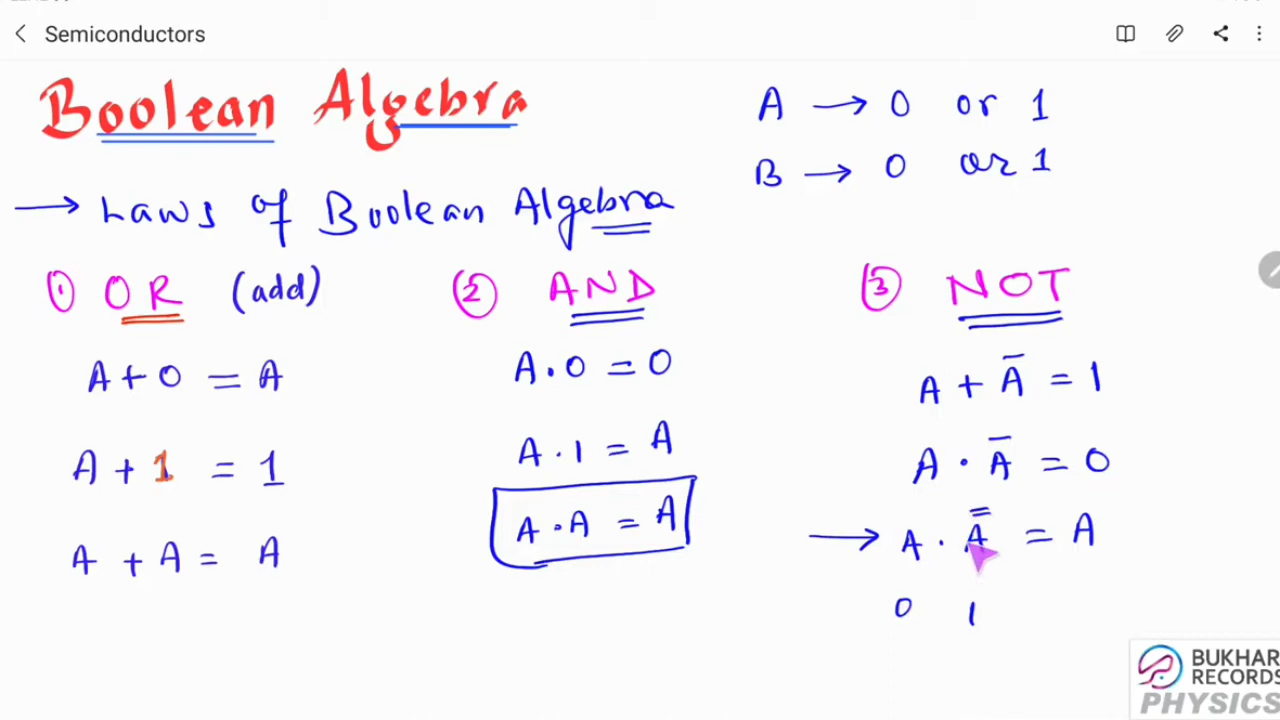 Semiconductors
Boolean Algebra
A → 0 or 1
B → 0 or 1
→ Laws of Boolean Algebra
① OR (add)
A + 0 = A
A + 1 = 1
A + A = A
② AND
A · 0 = 0
A · 1 = A
A · A = A
③ NOT
A + A̅ = 1
A · A̅ = 0
→ A · A̿ = A
0 1
BUKHAR
RECORDS
PHYSICS